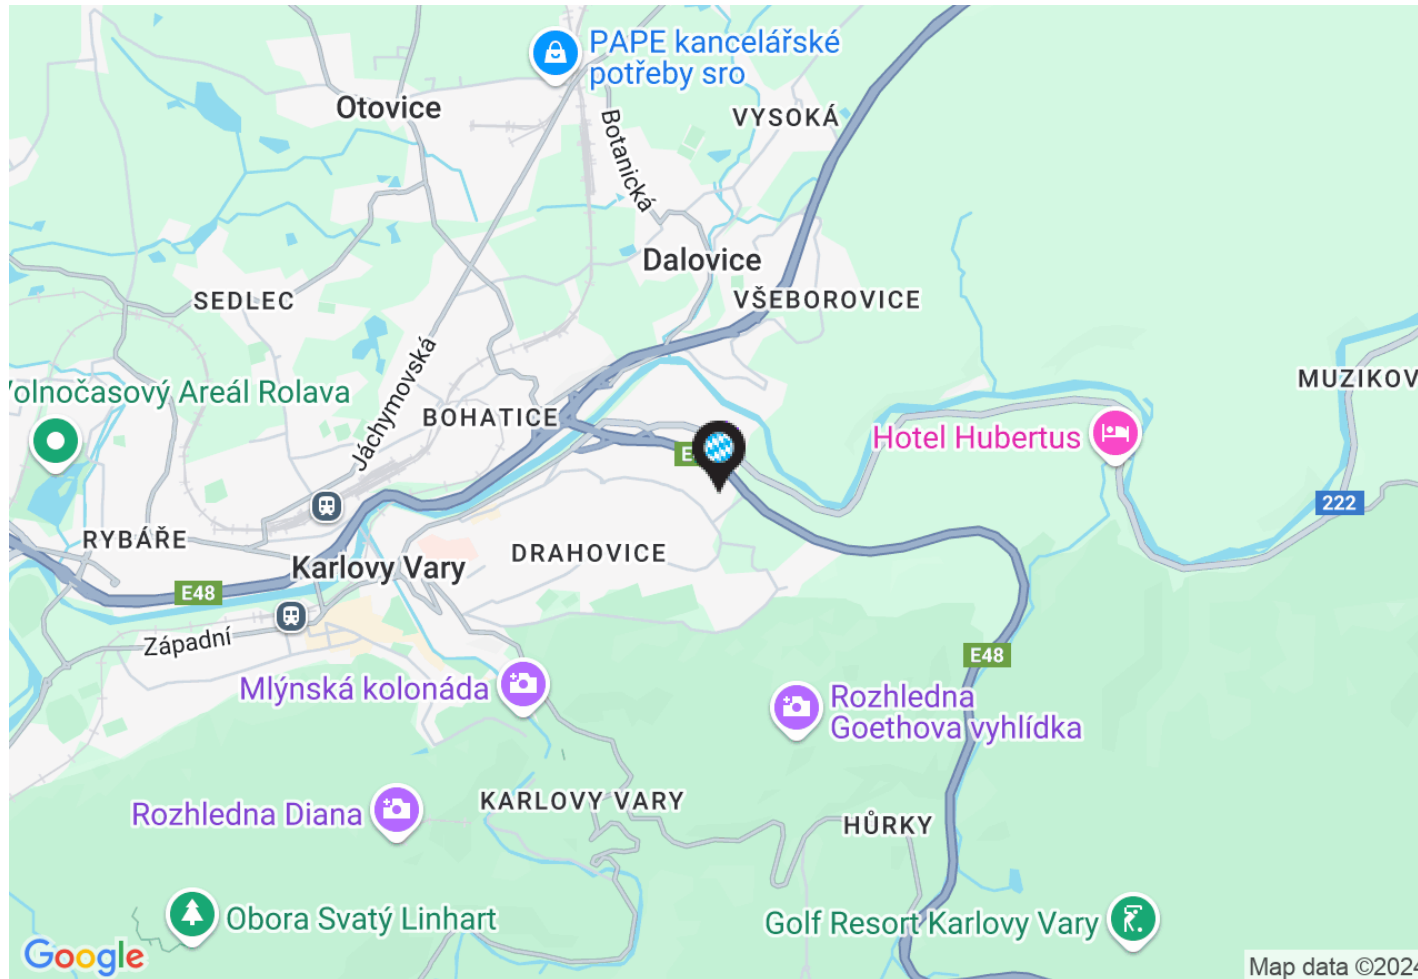 PAPE kancelářské
potřeby sro
Otovice
VYSOKÁ
Botanická
Dalovice
SEDLEC
VŠEBOROVICE
Jáchymovská
Volnočasový Areál Rolava
MUZIKOV
BOHATICE
Hotel Hubertus
E
222
RYBÁŘE
DRAHOVICE
Karlovy Vary
E48
Západní
E48
Mlýnská kolonáda
Rozhledna
Goethova vyhlídka
Rozhledna Diana
KARLOVY VARY
HŮRKY
Obora Svatý Linhart
Golf Resort Karlovy Vary
Google
Map data ©2024